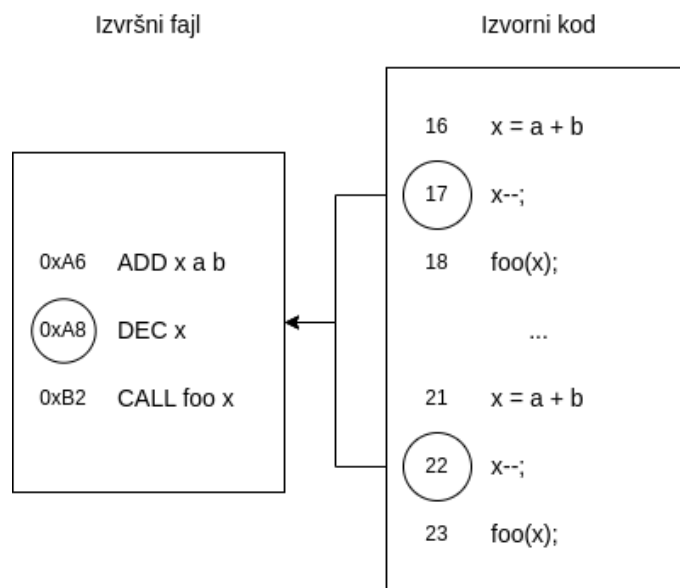 Izvršni fajl
0xA6 ADD x a b
0xA8 DEC x
0xB2 CALL foo x
Izvorni kod
16 x = a + b
17 x--;
18 foo(x);
...
21 x = a + b
22 x--;
23 foo(x);